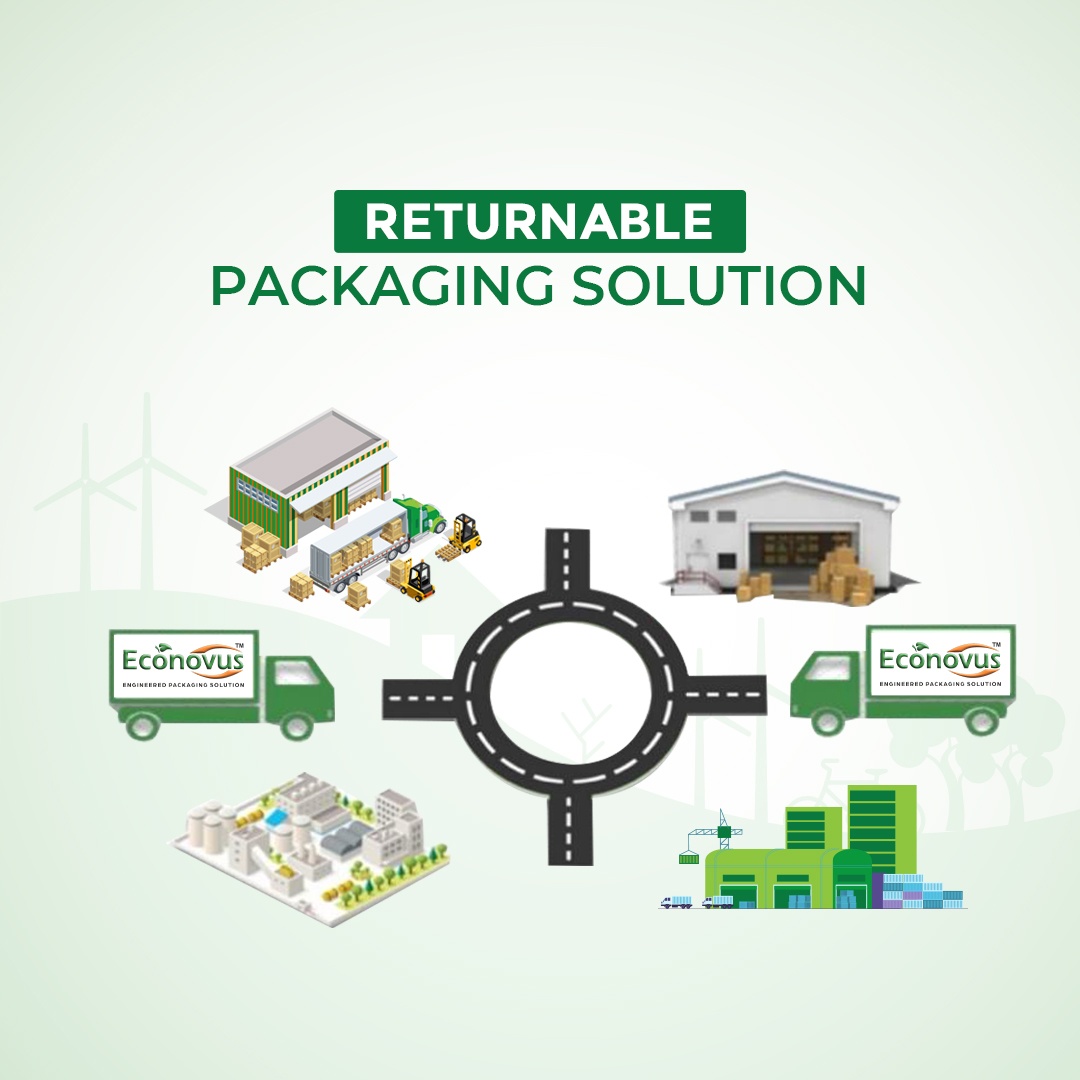 RETURNABLE
PACKAGING SOLUTION
Econovus™
ENGINEERED PACKAGING SOLUTION
Econovus™
ENGINEERED PACKAGING SOLUTION